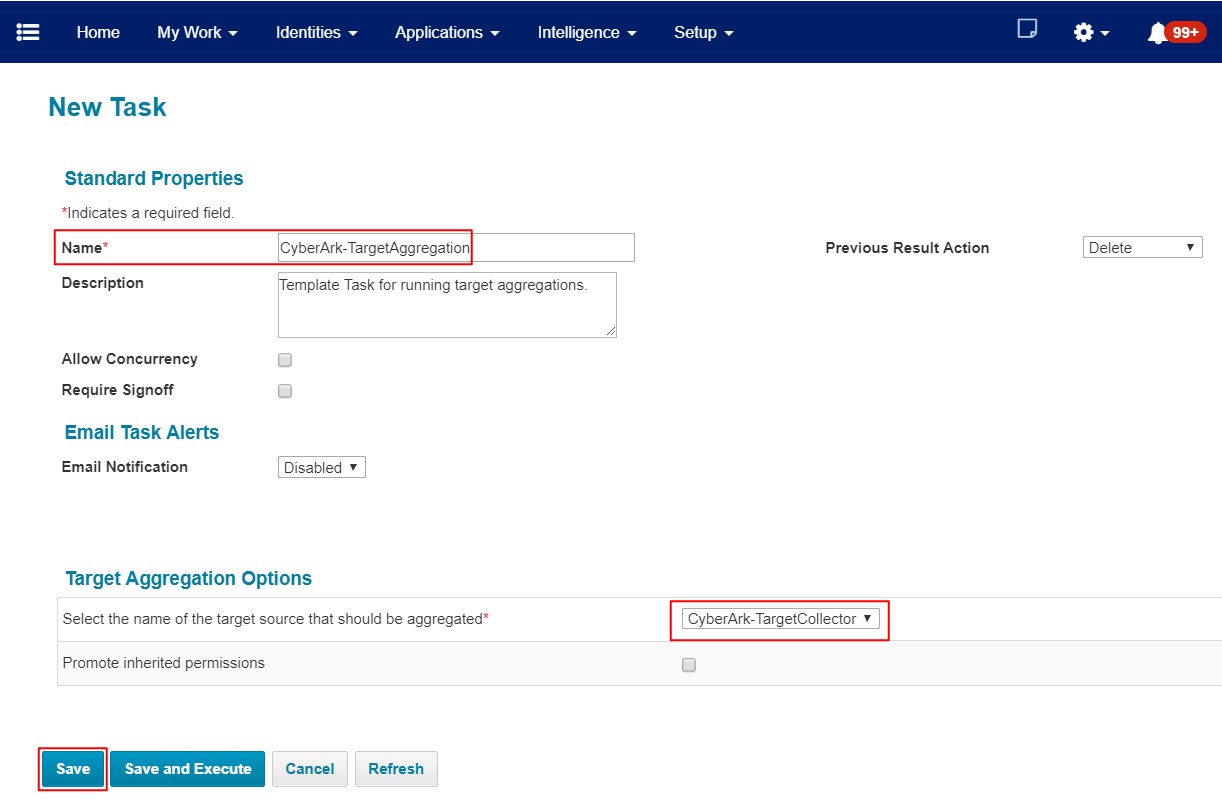 Home My Work Identities Applications Intelligence Setup 99+
New Task
Standard Properties
*Indicates a required field.
Name* CyberArk-TargetAggregation Previous Result Action Delete
Description Template Task for running target aggregations.
Allow Concurrency
Require Signoff
Email Task Alerts
Email Notification Disabled
Target Aggregation Options
Select the name of the target source that should be aggregated* CyberArk-TargetCollector
Promote inherited permissions
Save Save and Execute Cancel Refresh